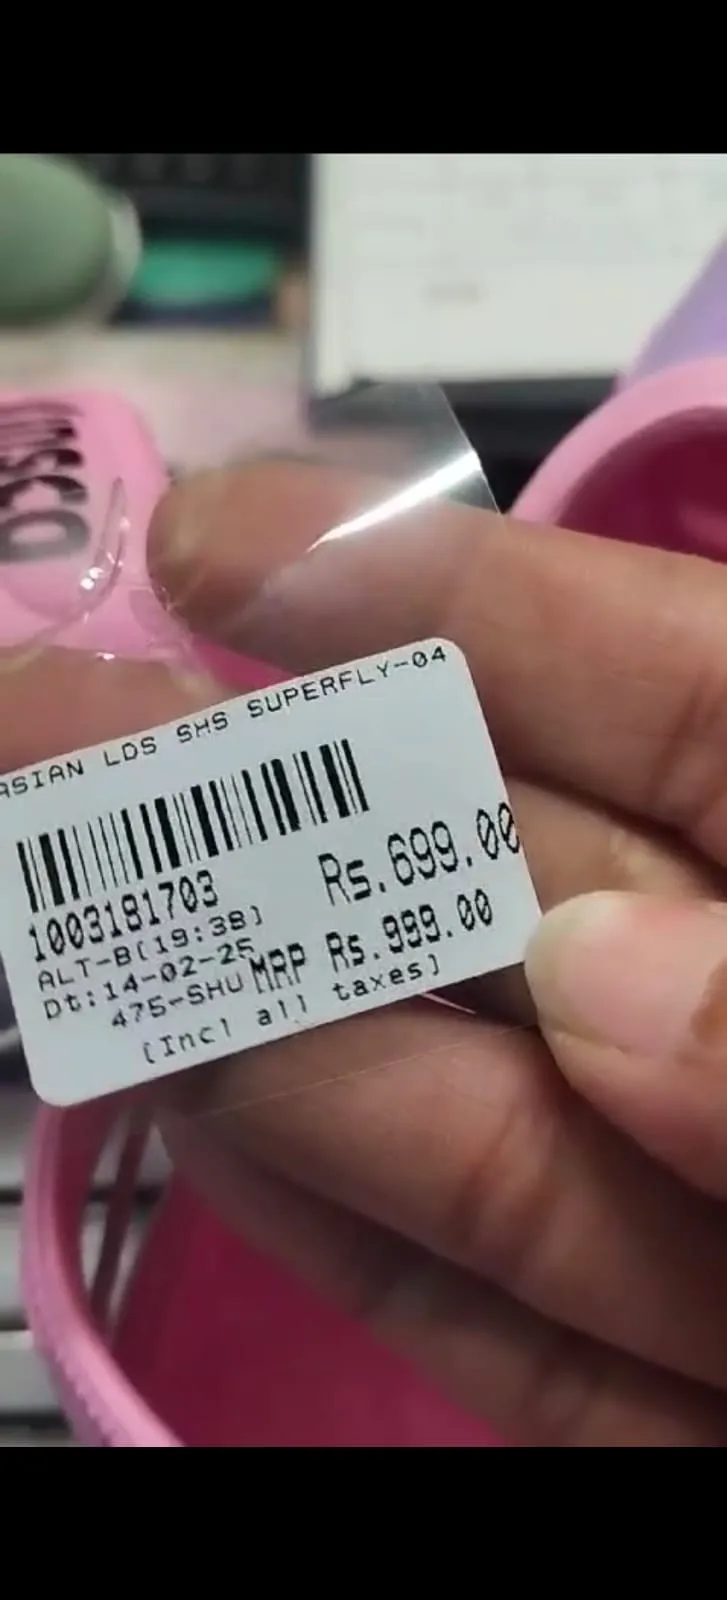 ASIAN LDS SHS SUPERFLY-04
1003181703
Rs.699.00
ALT-B(19:38)
Dt:14-02-25
MRP Rs.999.00
475-SHU
(Incl all taxes)